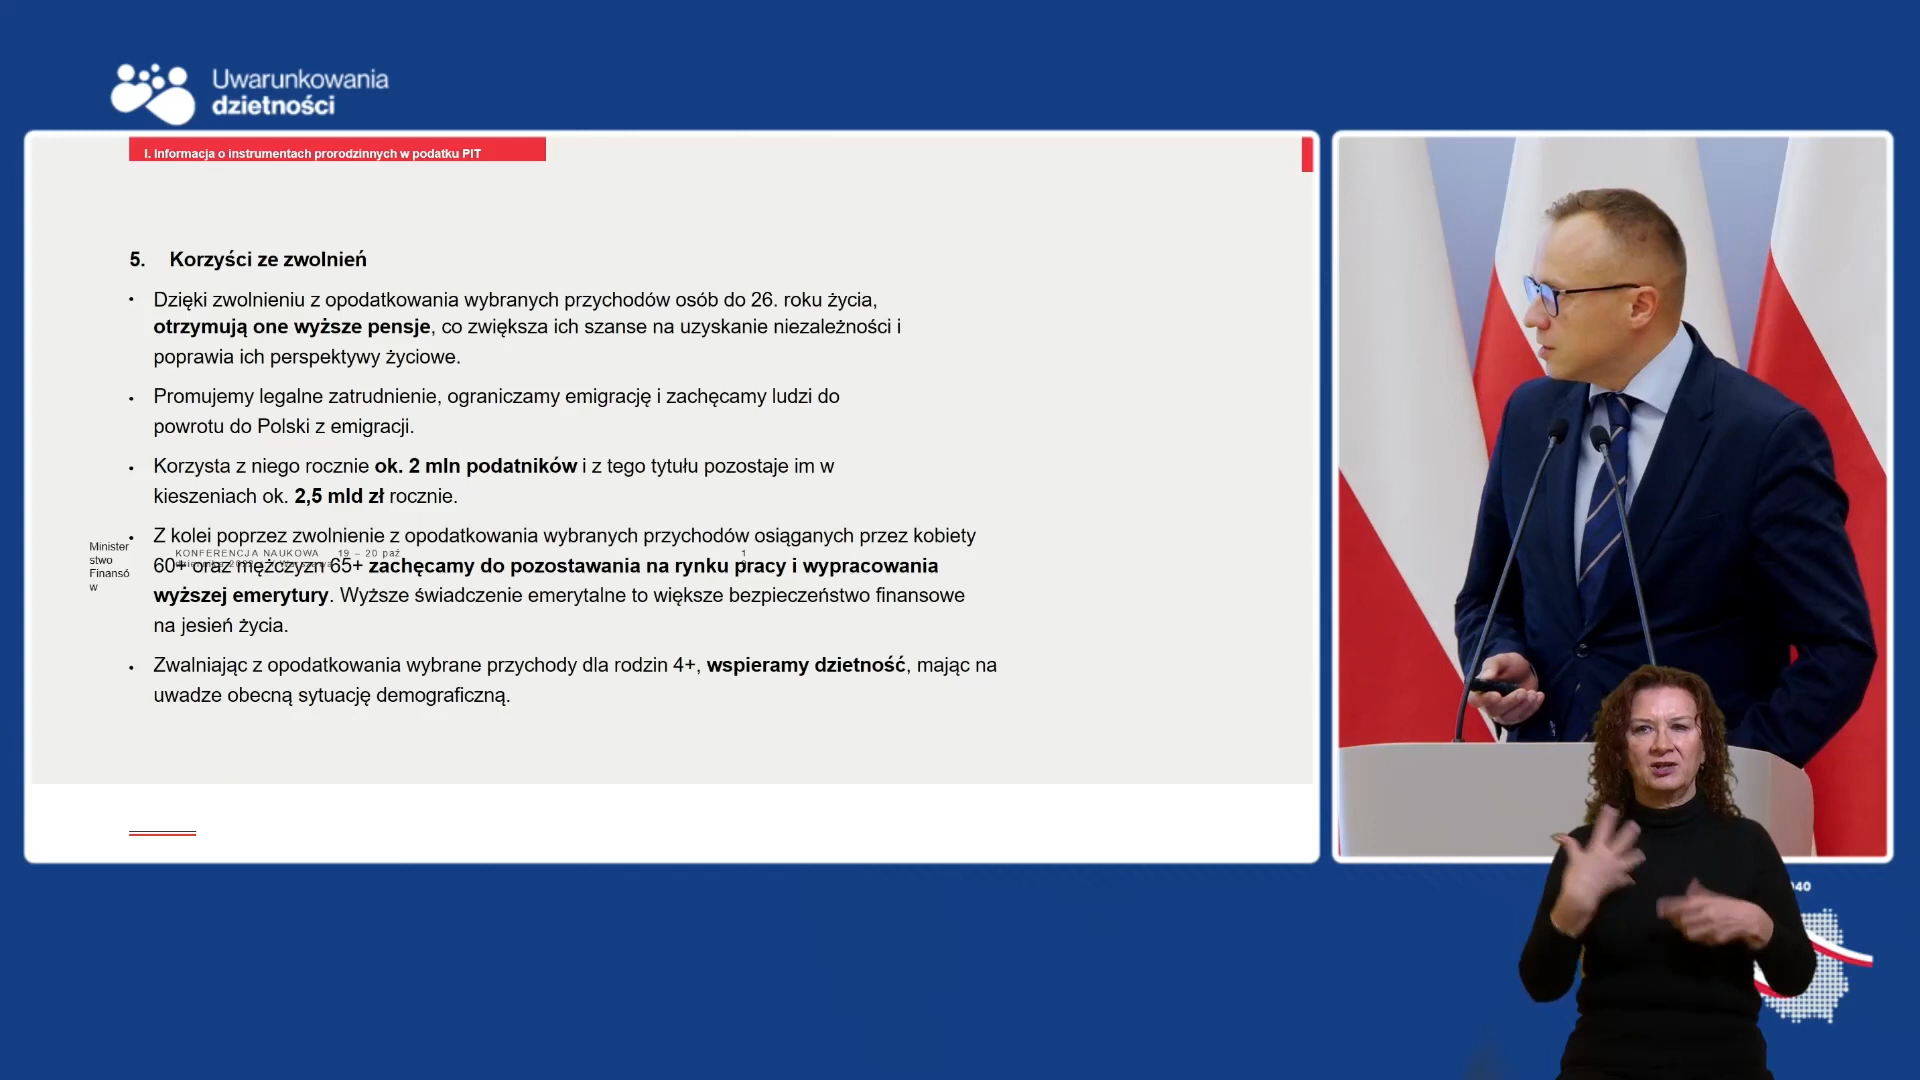 Uwarunkowania
dzietności
I. Informacja o instrumentach prorodzinnych w podatku PIT
5. Korzyści ze zwolnień
• Dzięki zwolnieniu z opodatkowania wybranych przychodów osób do 26. roku życia,
otrzymują one wyższe pensje, co zwiększa ich szanse na uzyskanie niezależności i
poprawia ich perspektywy życiowe.
• Promujemy legalne zatrudnienie, ograniczamy emigrację i zachęcamy ludzi do
powrotu do Polski z emigracji.
• Korzysta z niego rocznie ok. 2 mln podatników i z tego tytułu pozostaje im w
kieszeniach ok. 2,5 mld zł rocznie.
• Z kolei poprzez zwolnienie z opodatkowania wybranych przychodów osiąganych przez kobiety
60+ oraz mężczyzn 65+ zachęcamy do pozostawania na rynku pracy i wypracowania
wyższej emerytury. Wyższe świadczenie emerytalne to większe bezpieczeństwo finansowe
na jesień życia.
• Zwalniając z opodatkowania wybrane przychody dla rodzin 4+, wspieramy dzietność, mając na
uwadze obecną sytuację demograficzną.
Minister
stwo
Finansó
w
KONFERENCJA NAUKOWA 19 – 20 paź
1